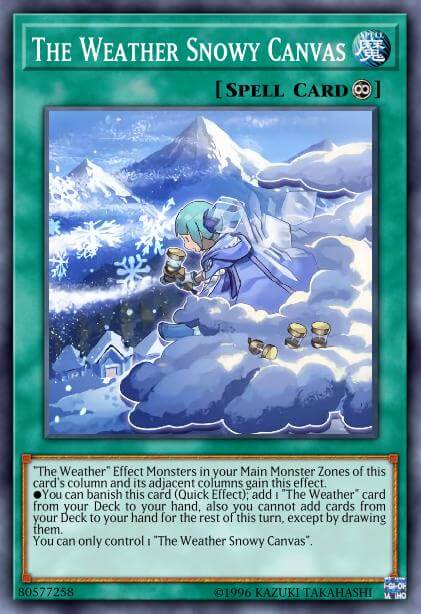 THE WEATHER SNOWY CANVAS
SPELL
魔
[SPELL CARD]
"The Weather" Effect Monsters in your Main Monster Zones of this
card's column and its adjacent columns gain this effect.
●You can banish this card (Quick Effect); add 1 "The Weather" card
from your Deck to your hand, also you cannot add cards from
your Deck to your hand for the rest of this turn, except by drawing
them.
You can only control 1 "The Weather Snowy Canvas".
80577258
©1996 KAZUKI TAKAHASHI